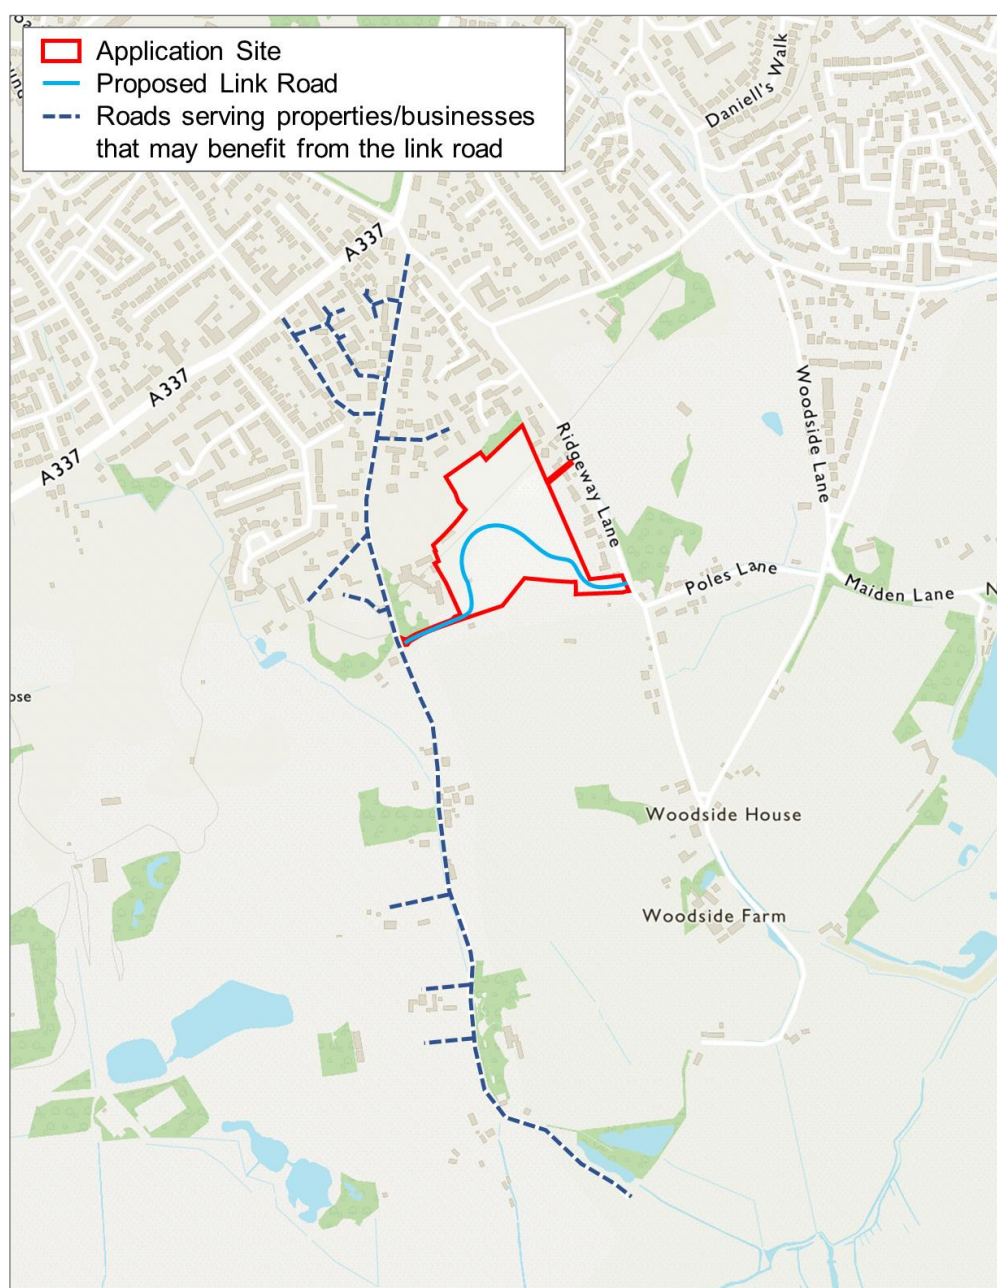 Application Site
Proposed Link Road
Roads serving properties/businesses
that may benefit from the link road
Daniell's Walk
A337
A337
A337
Ridgeway Lane
Woodside Lane
Poles Lane
Maiden Lane
Woodside House
Woodside Farm